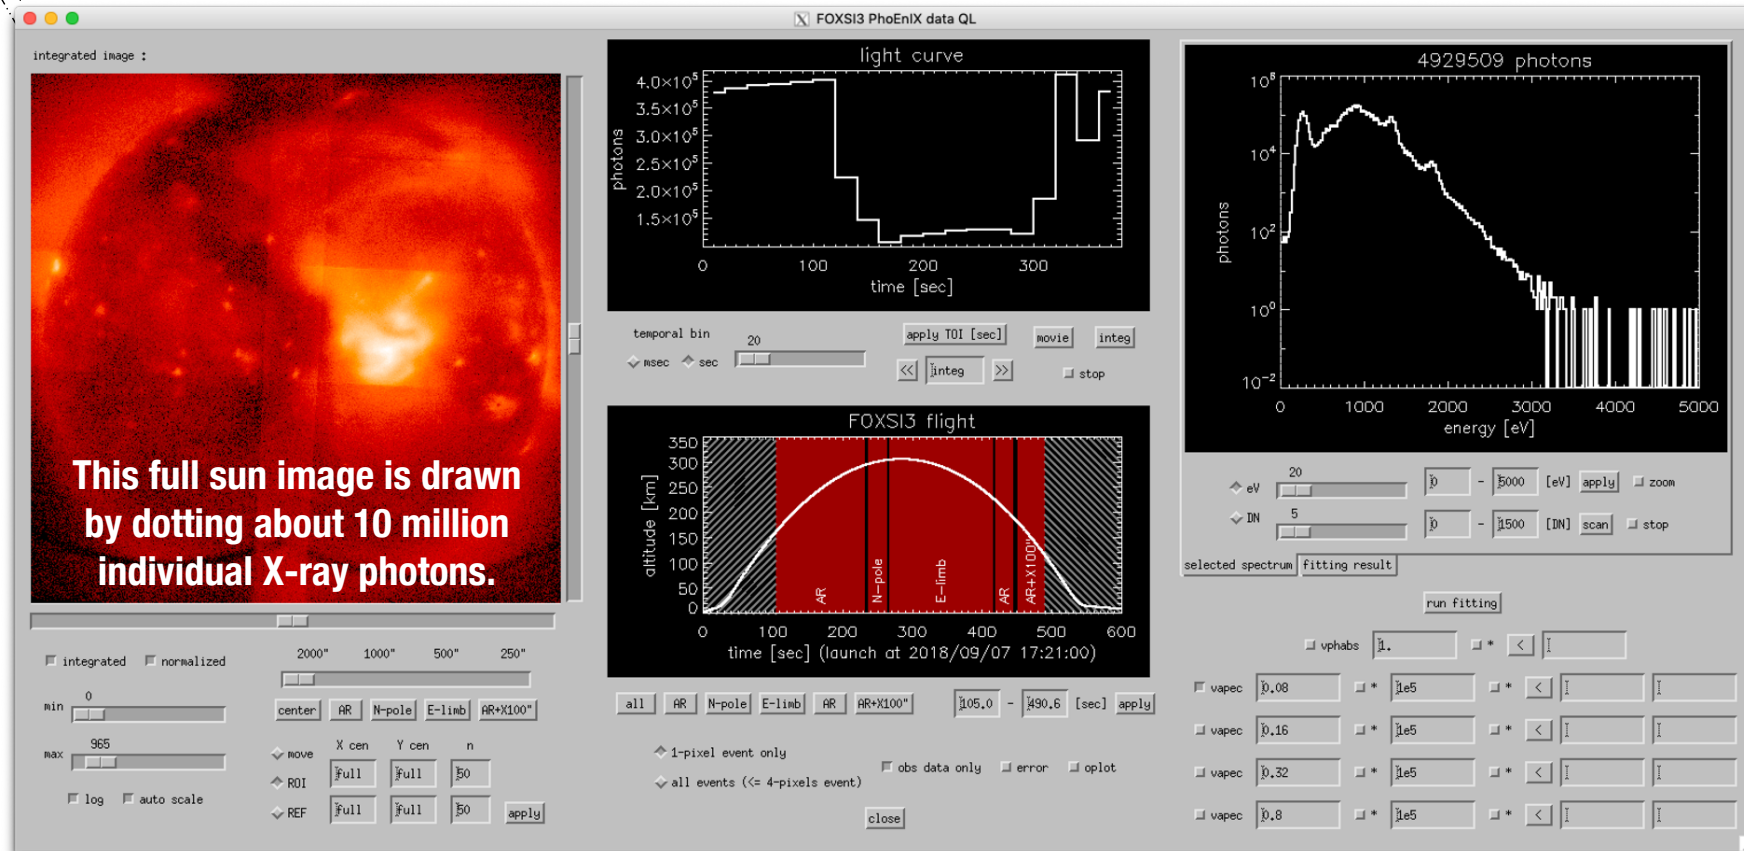 FOXSI3 PhoEnIX data QL
integrated image :
This full sun image is drawn
by dotting about 10 million
individual X-ray photons.
integrated normalized
2000" 1000" 500" 250"
min 0
max 965
log auto scale
center AR N-pole E-limb AR+X100"
X cen Y cen n
move
ROI full full 50
REF full full 50 apply
light curve
photons
4.0×10⁵
3.5×10⁵
3.0×10⁵
2.5×10⁵
2.0×10⁵
1.5×10⁵
0 100 200 300
time [sec]
temporal bin
msec sec 20
apply TOI [sec] movie integ
<< integ >> stop
FOXSI3 flight
altitude [km]
350
300
250
200
150
100
50
0
AR N-pole E-limb AR AR+X100"
0 100 200 300 400 500 600
time [sec] (launch at 2018/09/07 17:21:00)
all AR N-pole E-limb AR AR+X100" 105.0 - 490.6 [sec] apply
1-pixel event only
all events (<= 4-pixels event)
obs data only error oplot
close
4929509 photons
photons
10⁶
10⁴
10²
10⁰
10⁻²
0 1000 2000 3000 4000 5000
energy [eV]
eV 20 0 - 5000 [eV] apply zoom
DN 5 0 - 1500 [DN] scan stop
selected spectrum fitting result
run fitting
vphabs 1. * <
vapec 0.08 * 1e5 * <
vapec 0.16 * 1e5 * <
vapec 0.32 * 1e5 * <
vapec 0.8 * 1e5 * <